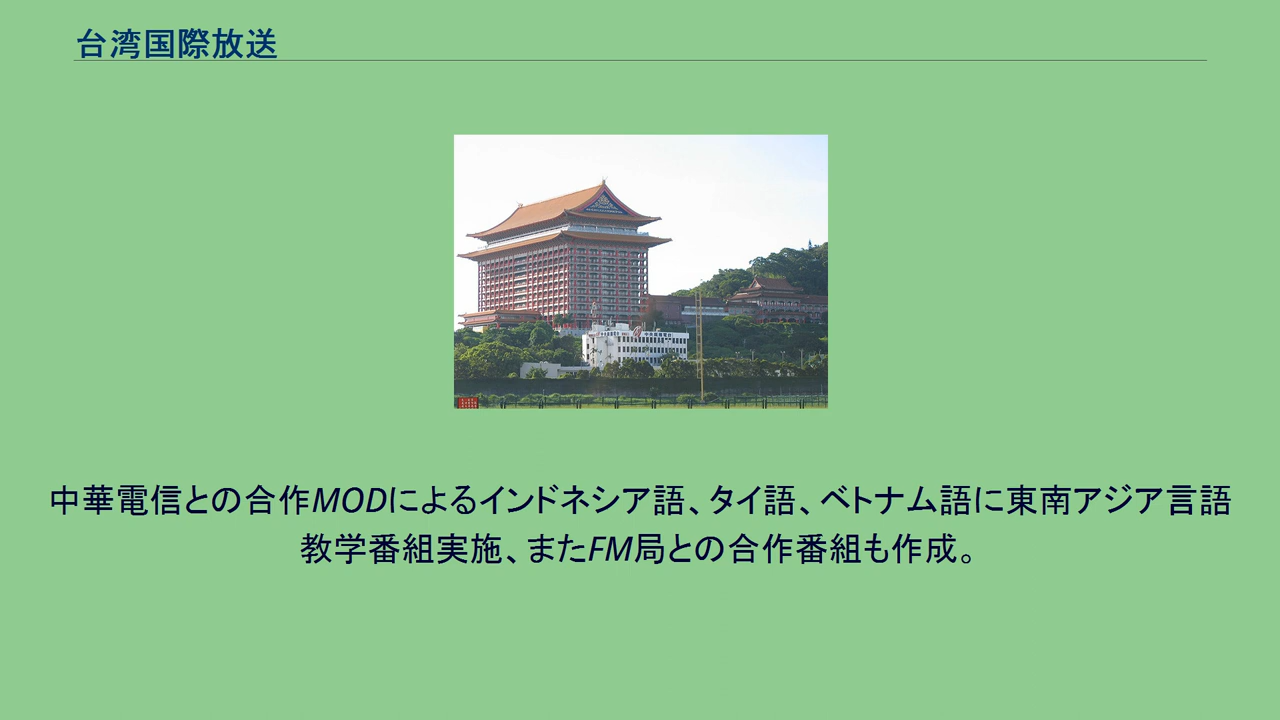 台湾国際放送
中華電信との合作MODによるインドネシア語、タイ語、ベトナム語に東南アジア言語
教学番組実施、またFM局との合作番組も作成。